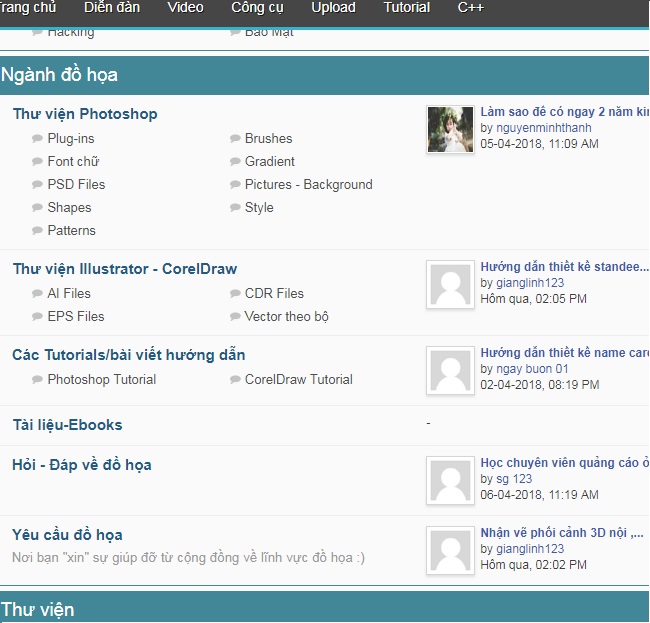 Trang chủ Diễn đàn Video Công cụ Upload Tutorial C++
Hacking Bảo Mật
Ngành đồ họa
Thư viện Photoshop
Plug-ins Brushes
Font chữ Gradient
PSD Files Pictures - Background
Shapes Style
Patterns
Làm sao để có ngay 2 năm
by nguyenminhthanh
05-04-2018, 11:09 AM
Thư viện Illustrator - CorelDraw
AI Files CDR Files
EPS Files Vector theo bộ
Hướng dẫn thiết kế standee...
by gianglinh123
Hôm qua, 02:05 PM
Các Tutorials/bài viết hướng dẫn
Photoshop Tutorial CorelDraw Tutorial
Hướng dẫn thiết kế name
by ngay buon 01
02-04-2018, 08:19 PM
Tài liệu-Ebooks -
Hỏi - Đáp về đồ họa
Học chuyên viên quảng cáo ở
by sg 123
06-04-2018, 11:19 AM
Yêu cầu đồ họa
Nơi bạn "xin" sự giúp đỡ từ cộng đồng về lĩnh vực đồ họa :)
Nhận vẽ phối cảnh 3D nội ,...
by gianglinh123
Hôm qua, 02:02 PM
Thư viện